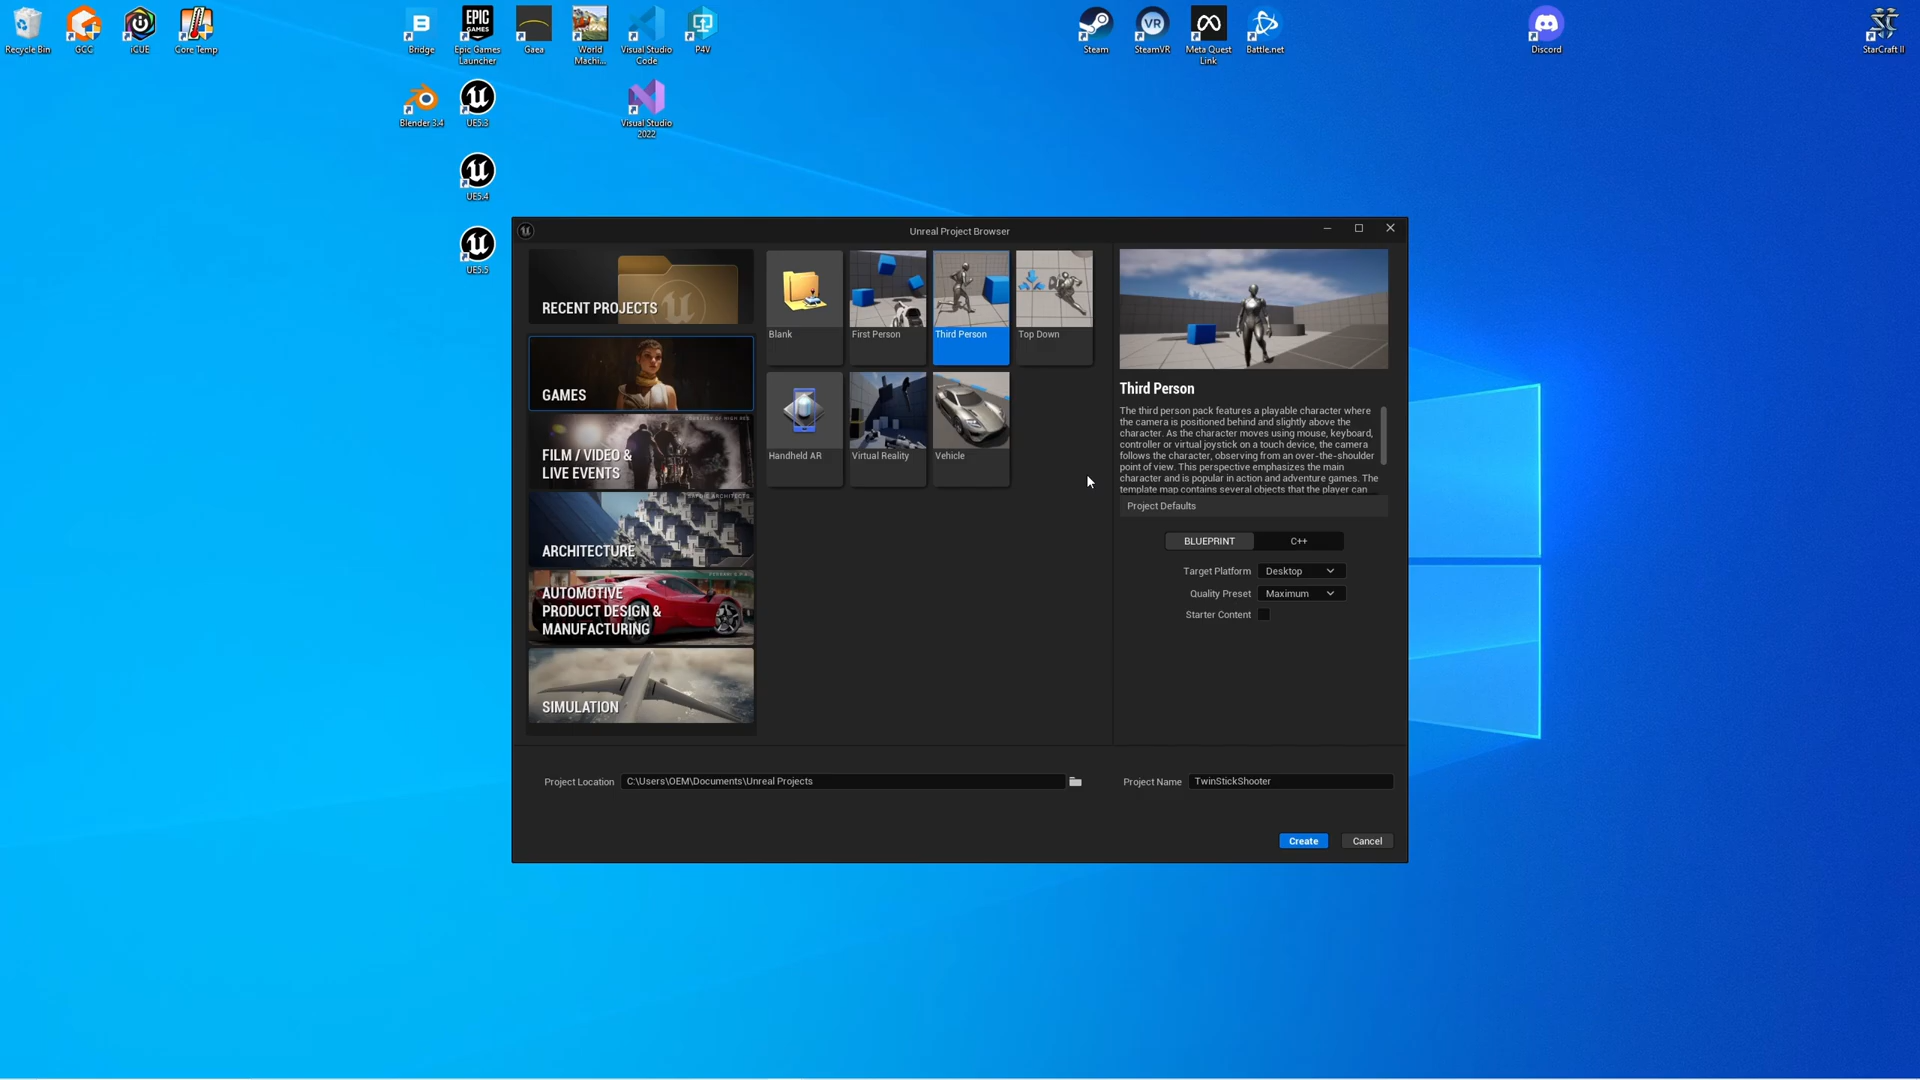 Recycle Bin
GCC
iCUE
Core Temp
Bridge
Epic Games
Launcher
Gaea
World
Machi...
Visual Studio
Code
P4V
Steam
SteamVR
Meta Quest
Link
Battle.net
Discord
StarCraft II
Blender 3.4
UE5.3
Visual Studio
2022
UE5.4
UE5.5
Unreal Project Browser
RECENT PROJECTS
GAMES
FILM / VIDEO &
LIVE EVENTS
ARCHITECTURE
AUTOMOTIVE
PRODUCT DESIGN &
MANUFACTURING
SIMULATION
Blank
First Person
Third Person
Top Down
Handheld AR
Virtual Reality
Vehicle
Third Person
The third person pack features a playable character where
the camera is positioned behind and slightly above the
character. As the character moves using mouse, keyboard,
controller or virtual joystick on a touch device, the camera
follows the character, observing from an over-the-shoulder
point of view. This perspective emphasizes the main
character and is popular in action and adventure games. The
template map contains several objects that the player can
Project Defaults
BLUEPRINT
C++
Target Platform
Desktop
Quality Preset
Maximum
Starter Content
Project Location
C:\Users\OEM\Documents\Unreal Projects
Project Name
TwinStickShooter
Create
Cancel